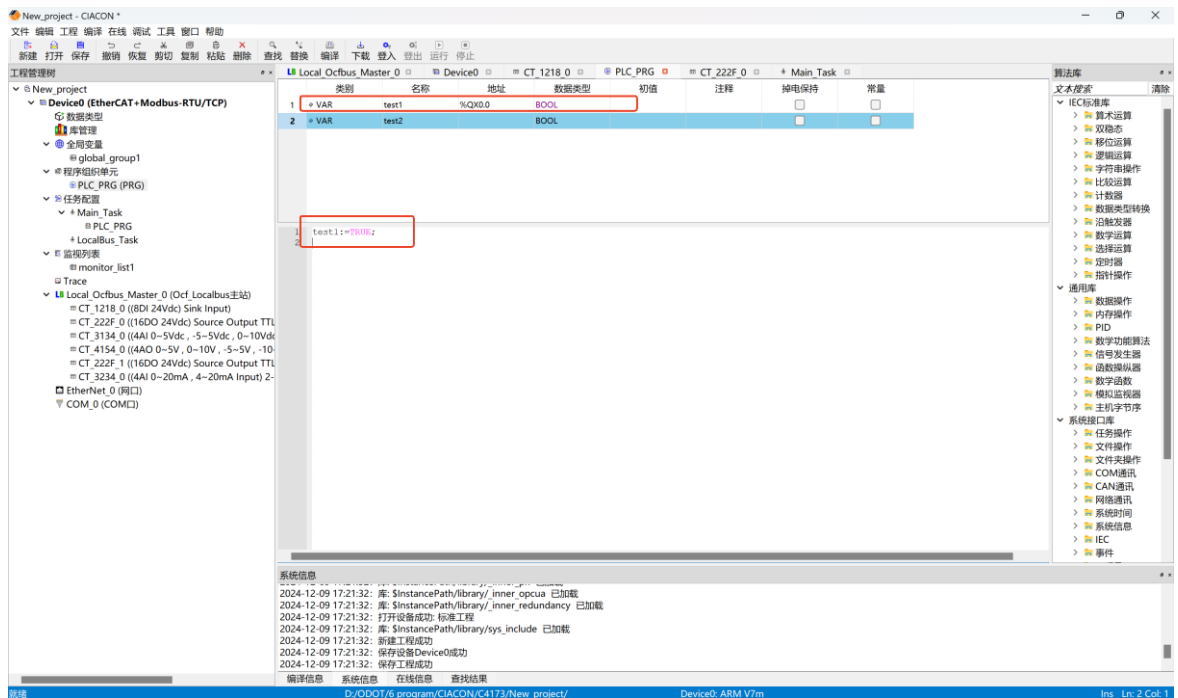 New_project - CIACON *
文件 编辑 工程 编译 在线 调试 工具 窗口 帮助
新建 打开 保存 撤销 恢复 剪切 复制 粘贴 删除 查找 替换 编译 下载 登入 登出 运行 停止
工程管理树
New_project
Device0 (EtherCAT+Modbus-RTU/TCP)
数据类型
库管理
全局变量
global_group1
程序组织单元
PLC_PRG (PRG)
任务配置
Main_Task
PLC_PRG
LocalBus_Task
监视列表
monitor_list1
Trace
Local_Ocfbus_Master_0 (Ocf_Localbus主站)
CT_1218_0 ((8DI 24Vdc) Sink Input)
CT_222F_0 ((16DO 24Vdc) Source Output TTL
CT_3134_0 ((4AI 0~5Vdc , -5~5Vdc , 0~10Vdc
CT_4154_0 ((4AO 0~5V , 0~10V , -5~5V , -10-
CT_222F_1 ((16DO 24Vdc) Source Output TTL
CT_3234_0 ((4AI 0~20mA , 4~20mA Input) 2-
EtherNet_0 (网口)
COM_0 (COM口)
Local_Ocfbus_Master_0 Device0 CT_1218_0 PLC_PRG CT_222F_0 Main_Task
类别 名称 地址 数据类型 初值 注释 掉电保持 常量
1 VAR test1 %QX0.0 BOOL
2 VAR test2 BOOL
1 test1:=TRUE;
2
算法库
文本搜索 清除
IEC标准库
算术运算
双稳态
移位运算
逻辑运算
字符串操作
比较运算
计数器
数据类型转换
沿触发器
数学运算
选择运算
定时器
指针操作
通用库
数据操作
内存操作
PID
数学功能算法
信号发生器
函数操纵器
数学函数
模拟监视器
主机字节序
系统接口库
任务操作
文件操作
文件夹操作
COM通讯
CAN通讯
网络通讯
系统时间
系统信息
IEC
事件
系统信息
2024-12-09 17:21:32: 库: $InstancePath/library/_inner_opcua 已加载
2024-12-09 17:21:32: 库: $InstancePath/library/_inner_redundancy 已加载
2024-12-09 17:21:32: 打开设备成功: 标准工程
2024-12-09 17:21:32: 库: $InstancePath/library/sys_include 已加载
2024-12-09 17:21:32: 新建工程成功
2024-12-09 17:21:32: 保存设备Device0成功
2024-12-09 17:21:32: 保存工程成功
编译信息 系统信息 在线信息 查找结果
就绪 D:/ODOT/6 program/CIACON/C4173/New_project/ Device0: ARM V7m Ins Ln: 2 Col: 1